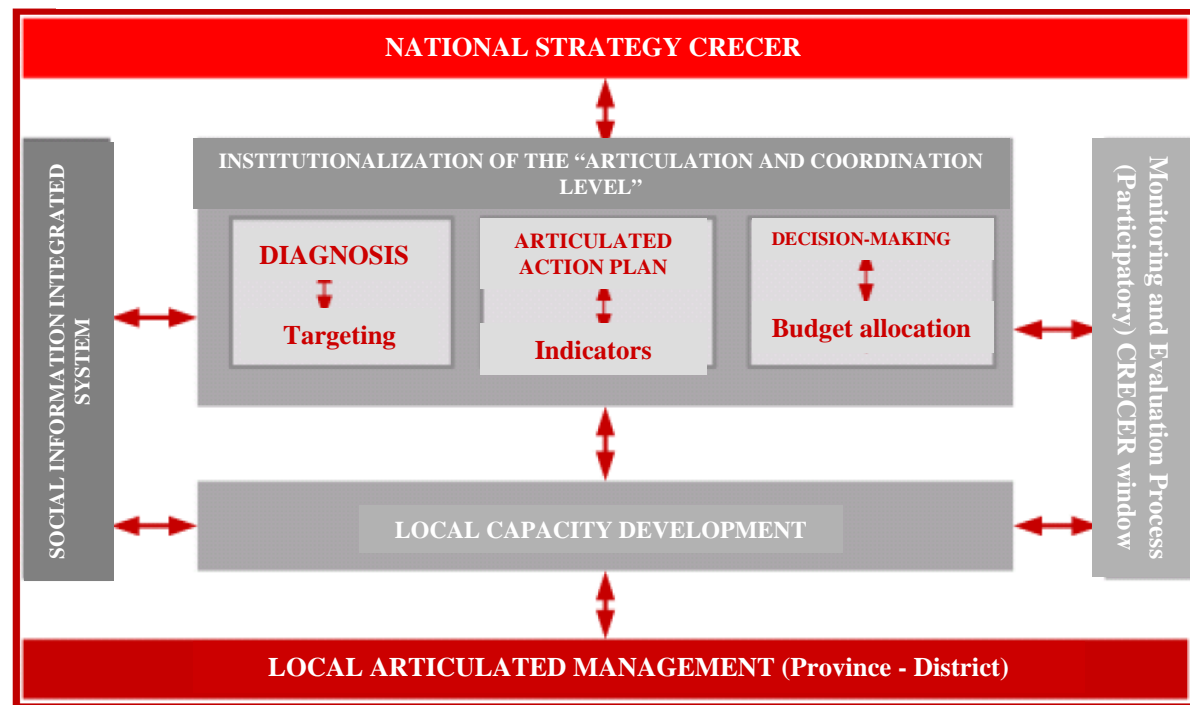 NATIONAL STRATEGY CRECER
INSTITUTIONALIZATION OF THE “ARTICULATION AND COORDINATION
LEVEL”
DIAGNOSIS
Targeting
ARTICULATED
ACTION PLAN
Indicators
DECISION-MAKING
Budget allocation
SOCIAL INFORMATION INTEGRATED
SYSTEM
Monitoring and Evaluation Process
(Participatory) CRECER window
LOCAL CAPACITY DEVELOPMENT
LOCAL ARTICULATED MANAGEMENT (Province - District)